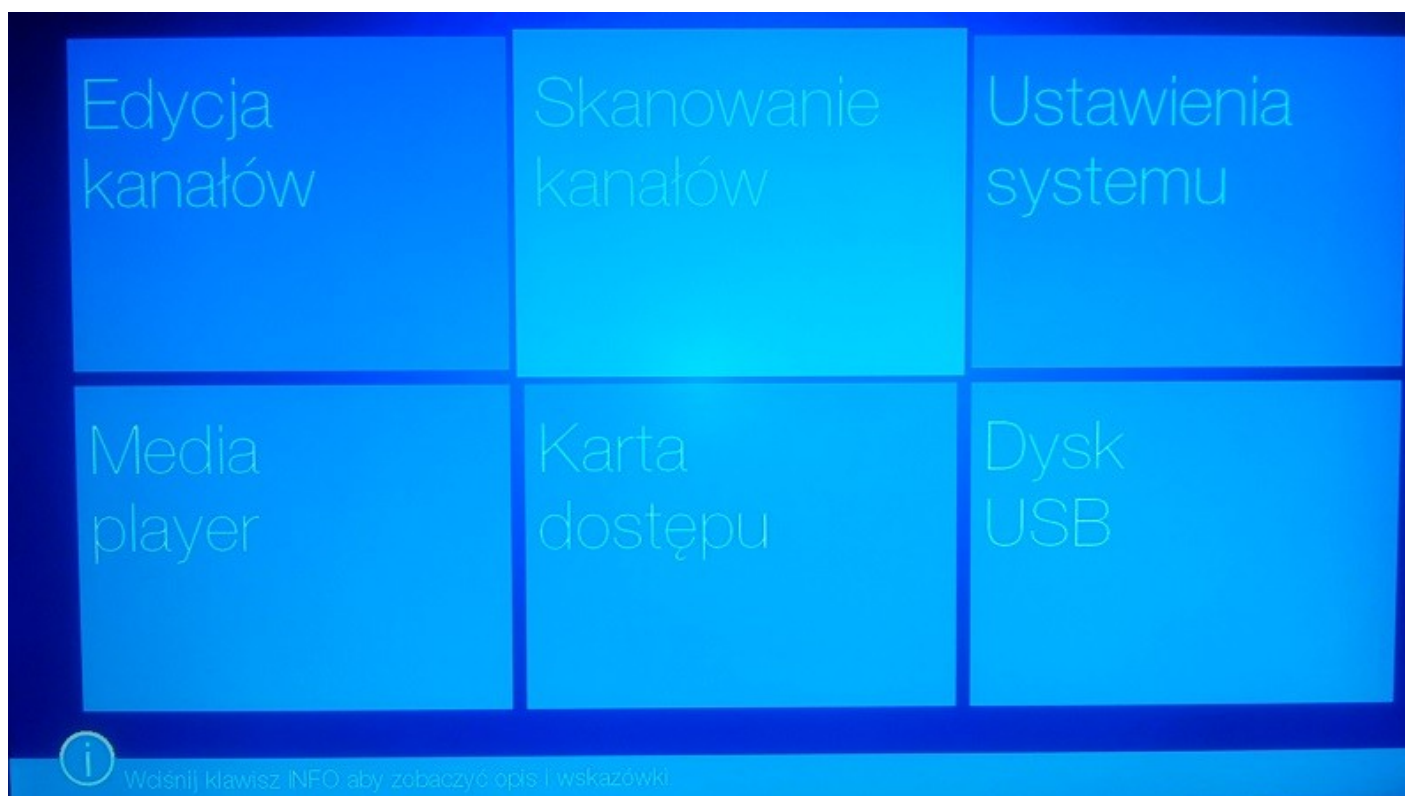 Edycja
kanałów
Skanowanie
kanałów
Ustawienia
systemu
Media
player
Karta
dostępu
Dysk
USB
i
Wciśnij klawisz INFO aby zobaczyć opis i wskazówki.